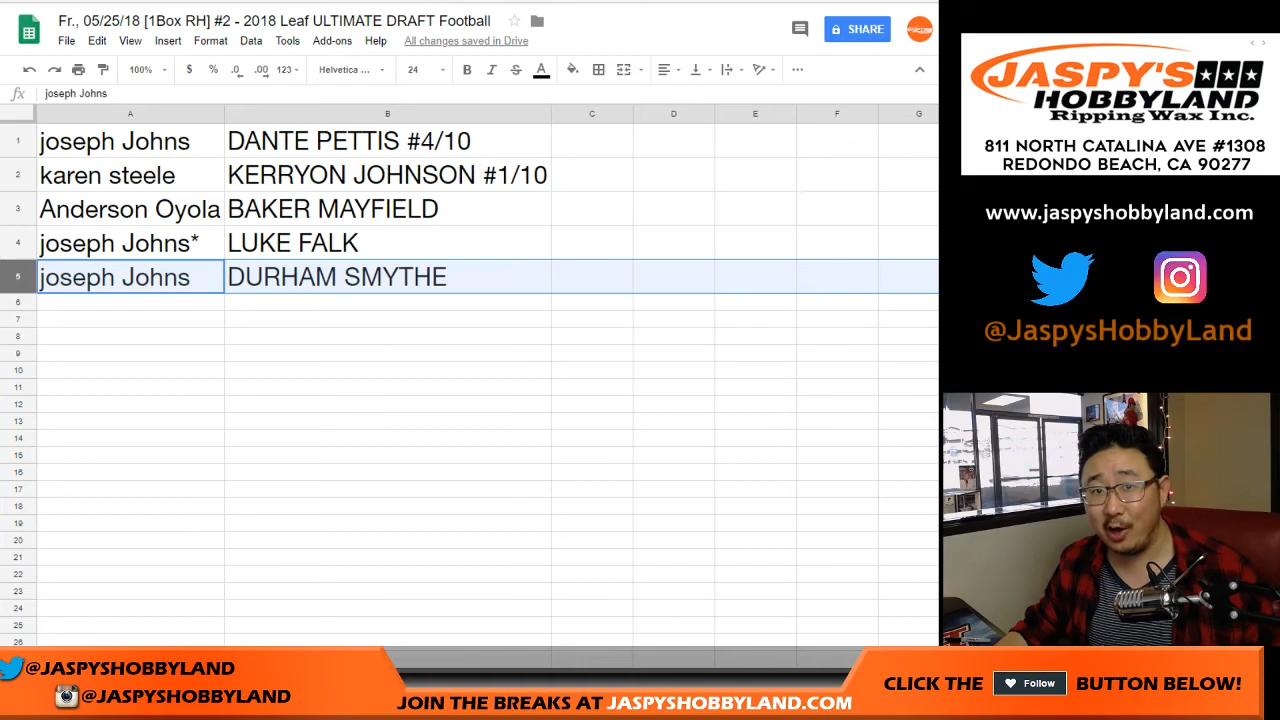 Fr., 05/25/18 [1Box RH] #2 - 2018 Leaf ULTIMATE DRAFT Football
File Edit View Insert Format Data Tools Add-ons Help All changes saved in Drive
SHARE
100% $ % .0 .00 123 Helvetica ... 24 B I S A
fx joseph Johns
A B C D E F G
1 joseph Johns DANTE PETTIS #4/10
2 karen steele KERRYON JOHNSON #1/10
3 Anderson Oyola BAKER MAYFIELD
4 joseph Johns* LUKE FALK
5 joseph Johns DURHAM SMYTHE
6
7
8
9
10
11
12
13
14
15
16
17
18
19
20
21
22
23
24
25
26
JASPY'S
HOBBYLAND
Ripping Wax Inc.
811 NORTH CATALINA AVE #1308
REDONDO BEACH, CA 90277
www.jaspyshobbyland.com
@JaspysHobbyLand
@JASPYSHOBBYLAND
@JASPYSHOBBYLAND
JOIN THE BREAKS AT JASPYSHOBBYLAND.COM
CLICK THE Follow BUTTON BELOW!